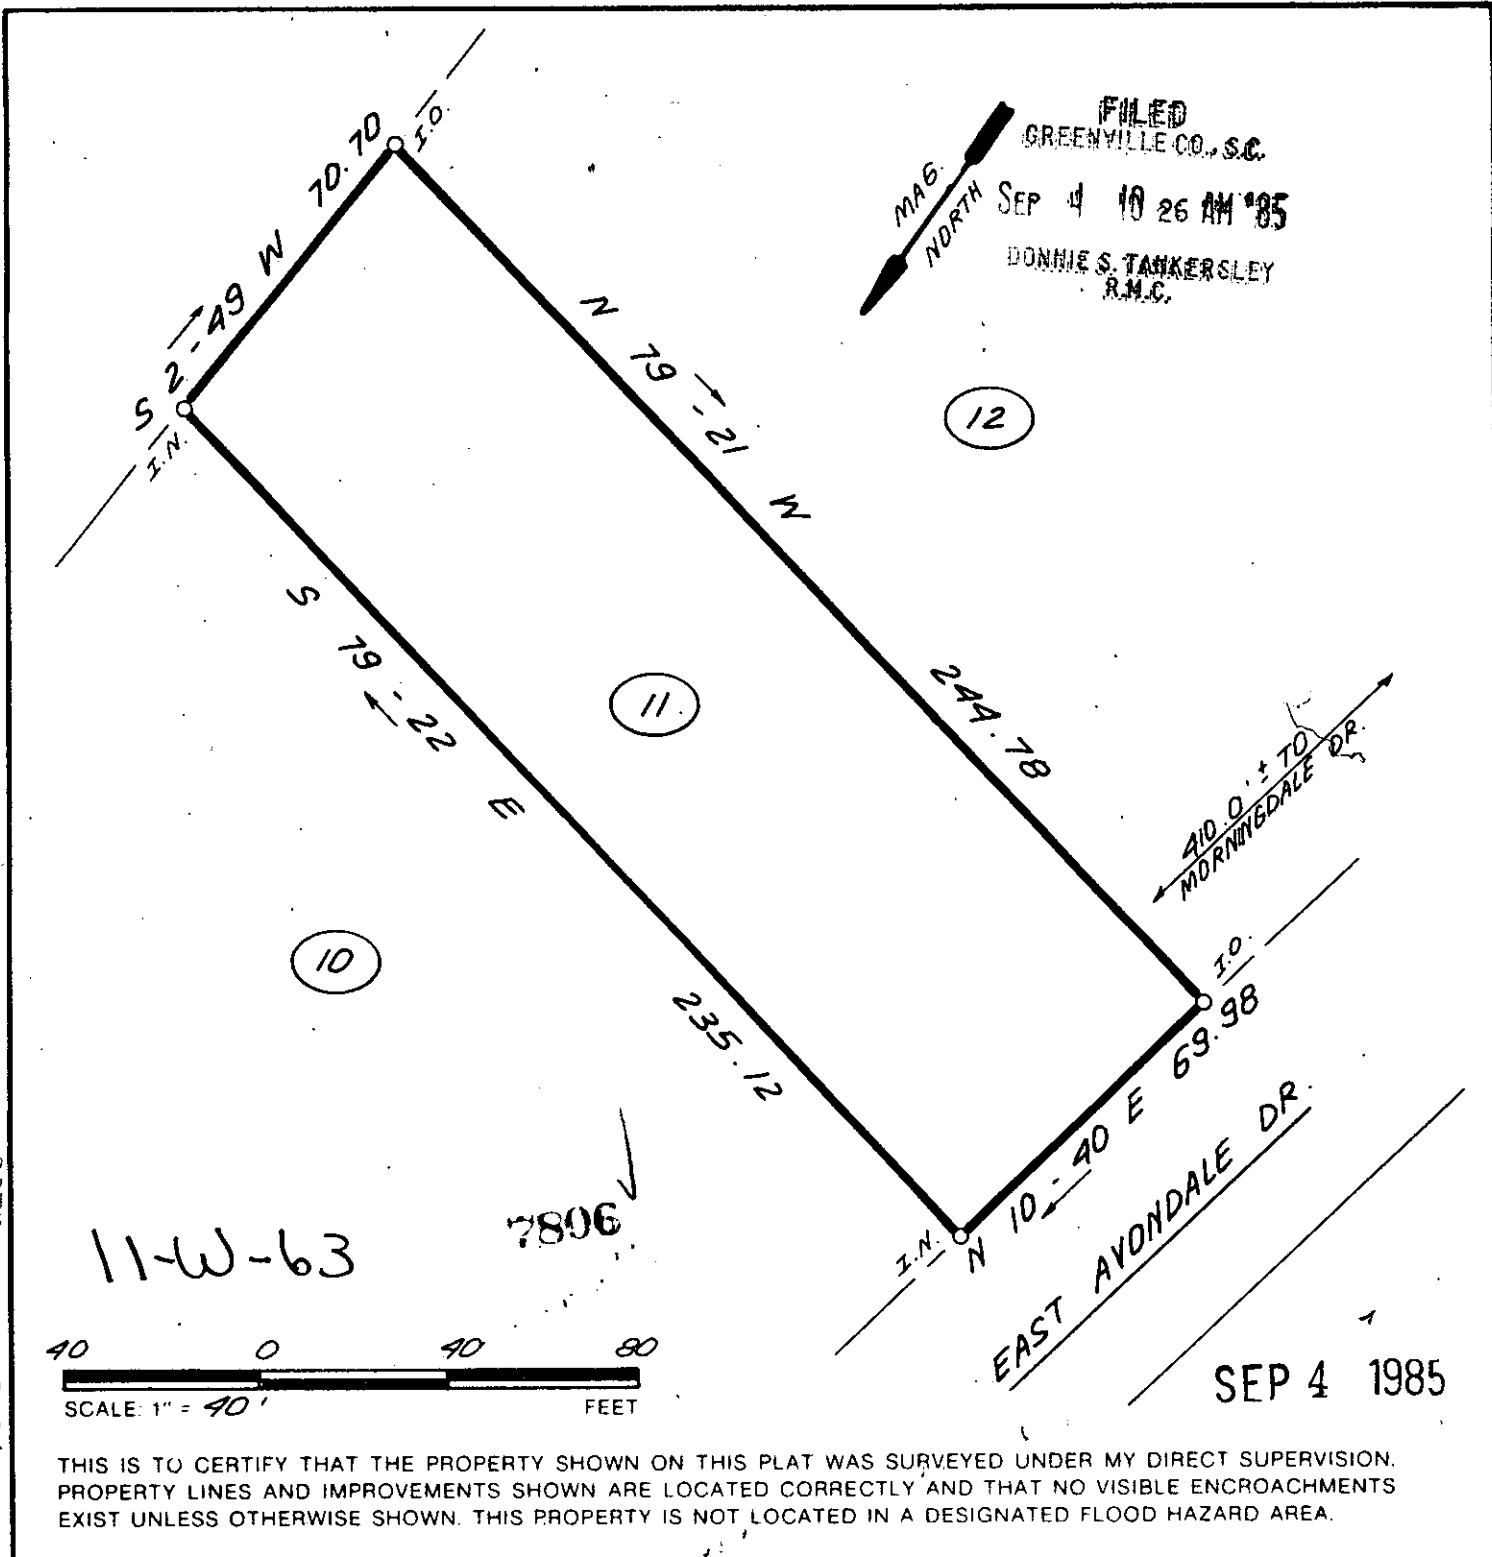 FILED
GREENVILLE CO., S.C.
SEP 4 10 26 AM '85
DONNIE S. TANKERSLEY
R.M.C.
MAG.
NORTH
I.O.
S 2-49 W 70.70
I.N.
N 79-21 W 244.78
12
S 79-22 E 235.12
11
10
410.0' ± TO
MORNINGDALE DR.
I.O.
N 10-40 E 69.98
I.N.
EAST AVONDALE DR.
11-W-63
7806
40 0 40 80
SCALE: 1" = 40' FEET
SEP 4 1985
THIS IS TO CERTIFY THAT THE PROPERTY SHOWN ON THIS PLAT WAS SURVEYED UNDER MY DIRECT SUPERVISION.
PROPERTY LINES AND IMPROVEMENTS SHOWN ARE LOCATED CORRECTLY AND THAT NO VISIBLE ENCROACHMENTS
EXIST UNLESS OTHERWISE SHOWN. THIS PROPERTY IS NOT LOCATED IN A DESIGNATED FLOOD HAZARD AREA.